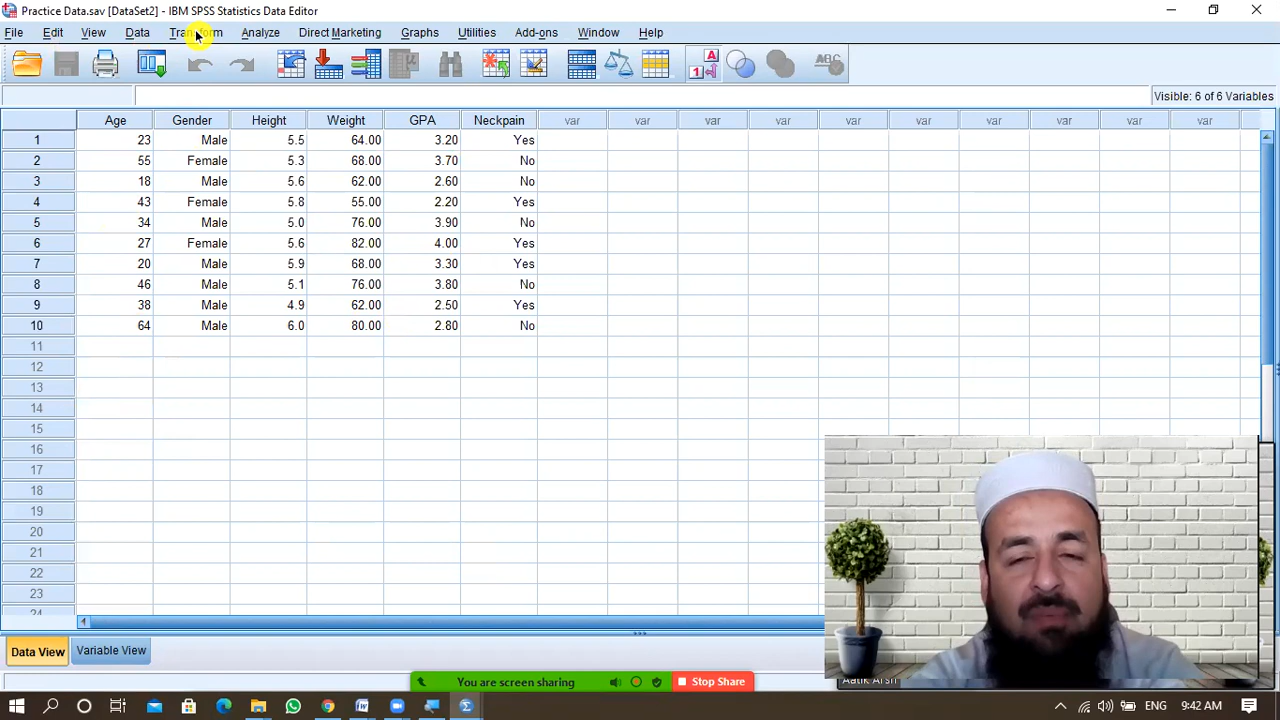 Practice Data.sav [DataSet2] - IBM SPSS Statistics Data Editor
File Edit View Data Transform Analyze Direct Marketing Graphs Utilities Add-ons Window Help
Visible: 6 of 6 Variables
Age Gender Height Weight GPA Neckpain var var var var var var var var var var
1 23 Male 5.5 64.00 3.20 Yes
2 55 Female 5.3 68.00 3.70 No
3 18 Male 5.6 62.00 2.60 No
4 43 Female 5.8 55.00 2.20 Yes
5 34 Male 5.0 76.00 3.90 No
6 27 Female 5.6 82.00 4.00 Yes
7 20 Male 5.9 68.00 3.30 Yes
8 46 Male 5.1 76.00 3.80 No
9 38 Male 4.9 62.00 2.50 Yes
10 64 Male 6.0 80.00 2.80 No
11
12
13
14
15
16
17
18
19
20
21
22
23
24
Data View Variable View
You are screen sharing Stop Share
9:42 AM ENG